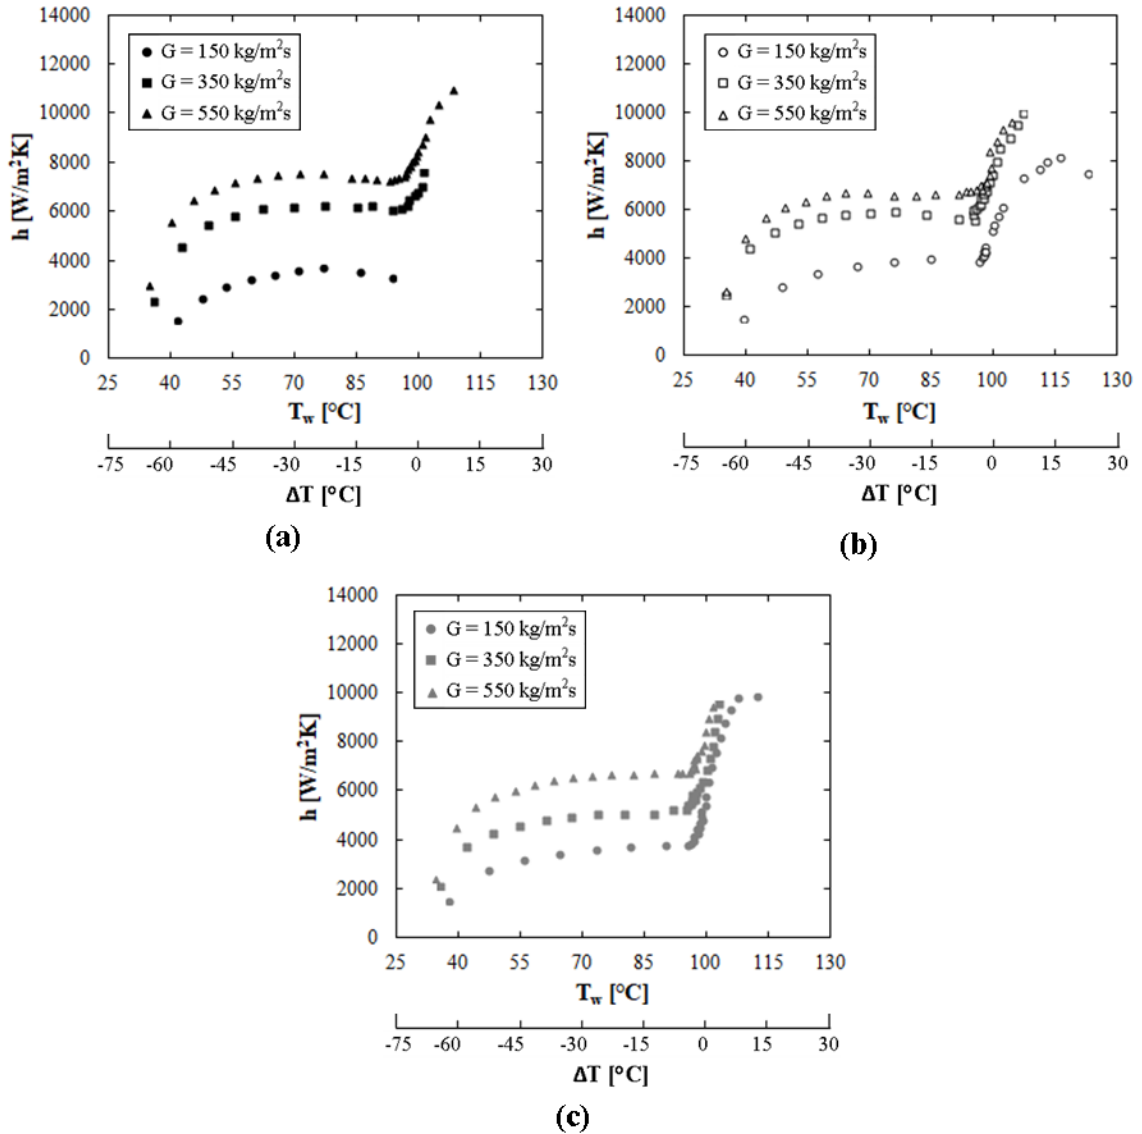 14000
12000
10000
8000
6000
4000
2000
0
h [W/m²K]
G = 150 kg/m²s
G = 350 kg/m²s
G = 550 kg/m²s
25 40 55 70 85 100 115 130
T_w [°C]
-75 -60 -45 -30 -15 0 15 30
ΔT [°C]
(a)
14000
12000
10000
8000
6000
4000
2000
0
h [W/m²K]
G = 150 kg/m²s
G = 350 kg/m²s
G = 550 kg/m²s
25 40 55 70 85 100 115 130
T_w [°C]
-75 -60 -45 -30 -15 0 15 30
ΔT [°C]
(b)
14000
12000
10000
8000
6000
4000
2000
0
h [W/m²K]
G = 150 kg/m²s
G = 350 kg/m²s
G = 550 kg/m²s
25 40 55 70 85 100 115 130
T_w [°C]
-75 -60 -45 -30 -15 0 15 30
ΔT [°C]
(c)